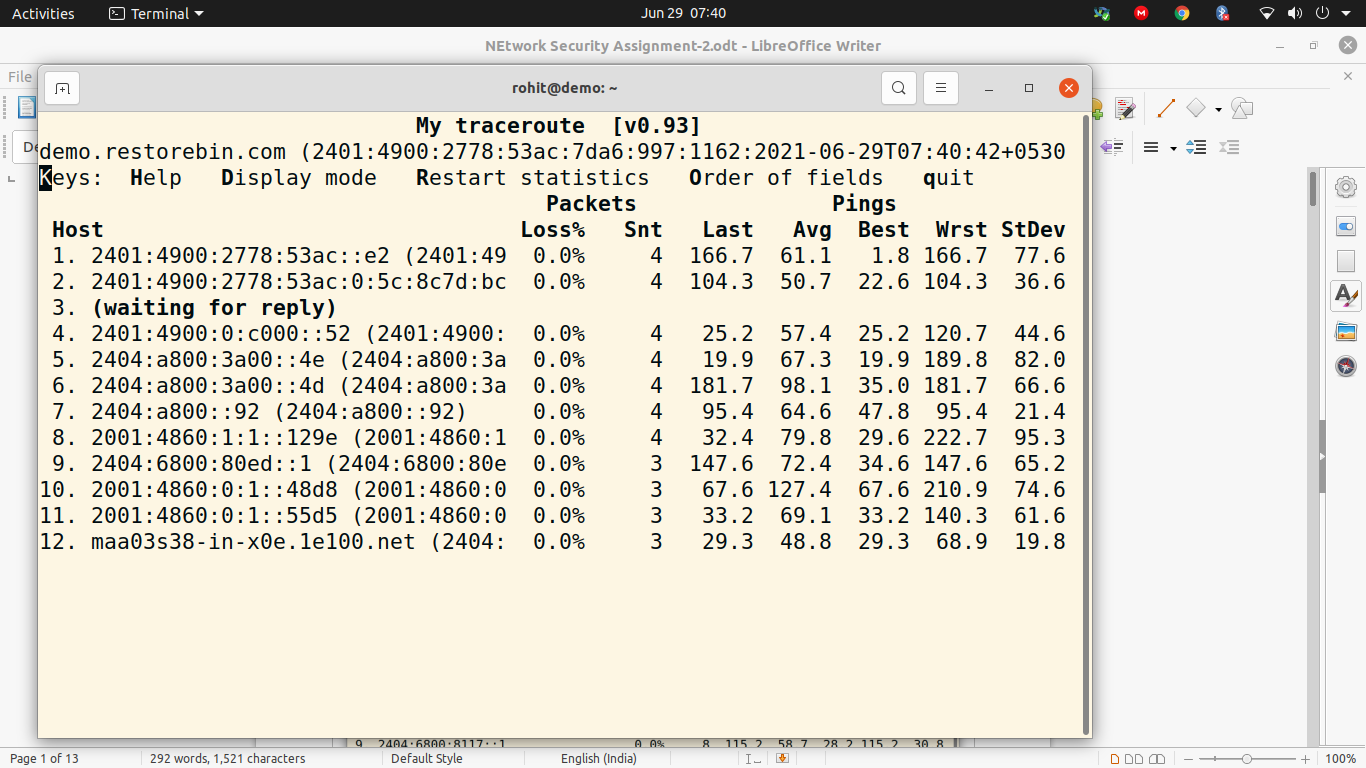 Activities Terminal Jun 29 07:40
NEtwork Security Assignment-2.odt - LibreOffice Writer
File
rohit@demo: ~
De
My traceroute [v0.93]
demo.restorebin.com (2401:4900:2778:53ac:7da6:997:1162:2021-06-29T07:40:42+0530
Keys: Help Display mode Restart statistics Order of fields quit
Packets Pings
Host Loss% Snt Last Avg Best Wrst StDev
1. 2401:4900:2778:53ac::e2 (2401:49 0.0% 4 166.7 61.1 1.8 166.7 77.6
2. 2401:4900:2778:53ac:0:5c:8c7d:bc 0.0% 4 104.3 50.7 22.6 104.3 36.6
3. (waiting for reply)
4. 2401:4900:0:c000::52 (2401:4900: 0.0% 4 25.2 57.4 25.2 120.7 44.6
5. 2404:a800:3a00::4e (2404:a800:3a 0.0% 4 19.9 67.3 19.9 189.8 82.0
6. 2404:a800:3a00::4d (2404:a800:3a 0.0% 4 181.7 98.1 35.0 181.7 66.6
7. 2404:a800::92 (2404:a800::92) 0.0% 4 95.4 64.6 47.8 95.4 21.4
8. 2001:4860:1:1::129e (2001:4860:1 0.0% 4 32.4 79.8 29.6 222.7 95.3
9. 2404:6800:80ed::1 (2404:6800:80e 0.0% 3 147.6 72.4 34.6 147.6 65.2
10. 2001:4860:0:1::48d8 (2001:4860:0 0.0% 3 67.6 127.4 67.6 210.9 74.6
11. 2001:4860:0:1::55d5 (2001:4860:0 0.0% 3 33.2 69.1 33.2 140.3 61.6
12. maa03s38-in-x0e.1e100.net (2404: 0.0% 3 29.3 48.8 29.3 68.9 19.8
9. 2404:6800:8117::1 0.0% 8 115.2 58.7 28.2 115.2 30.8
Page 1 of 13 292 words, 1,521 characters Default Style English (India) 100%